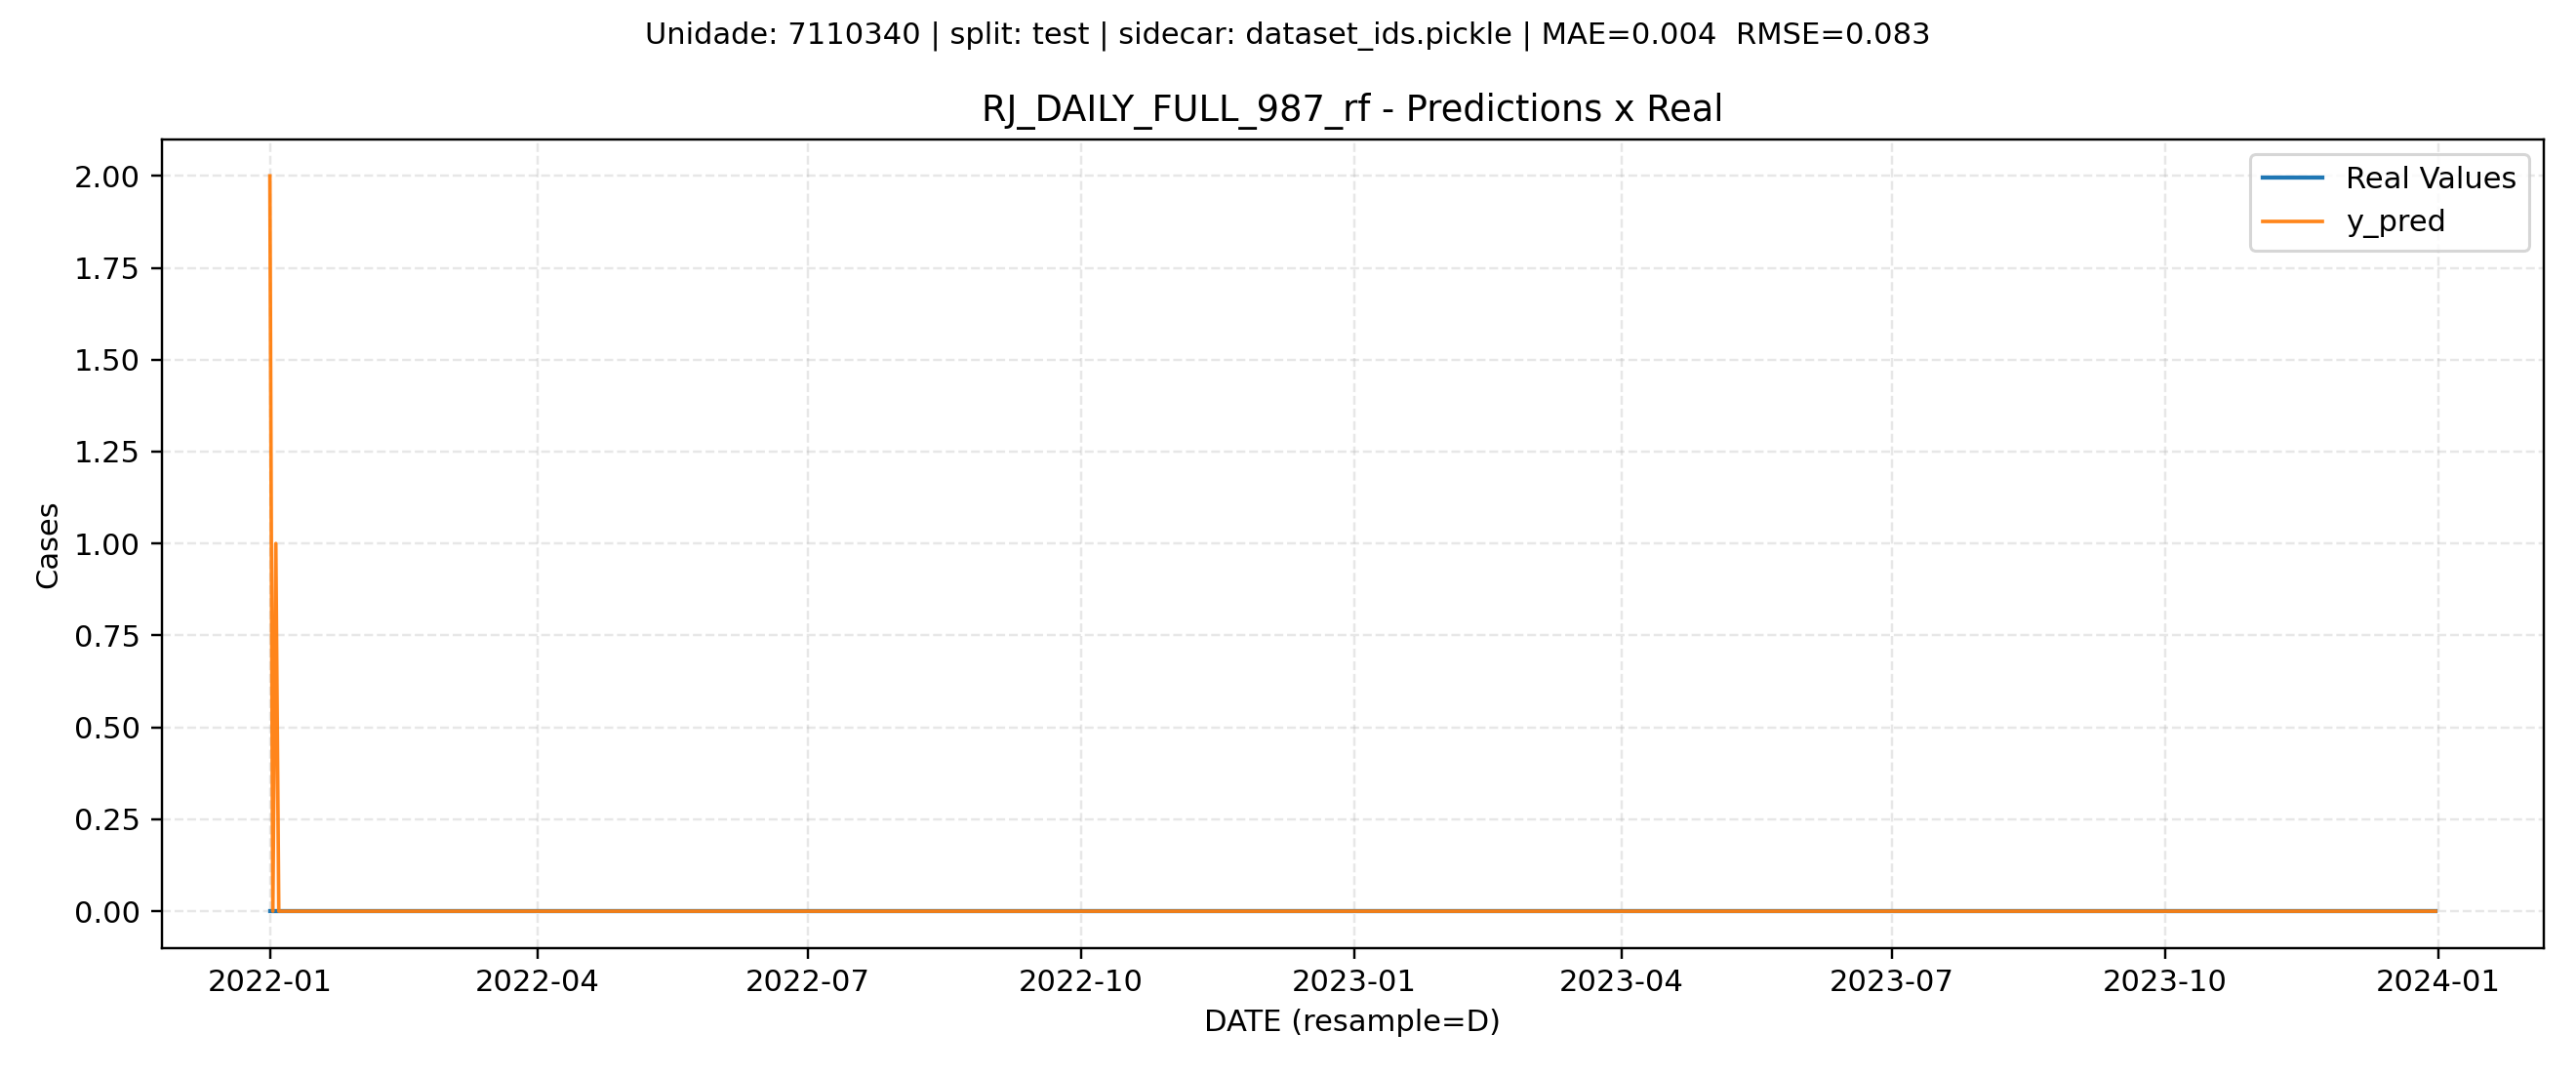 Unidade: 7110340 | split: test | sidecar: dataset_ids.pickle | MAE=0.004  RMSE=0.083
RJ_DAILY_FULL_987_rf - Predictions x Real
Real Values
y_pred
Cases
2.00
1.75
1.50
1.25
1.00
0.75
0.50
0.25
0.00
2022-01 2022-04 2022-07 2022-10 2023-01 2023-04 2023-07 2023-10 2024-01
DATE (resample=D)